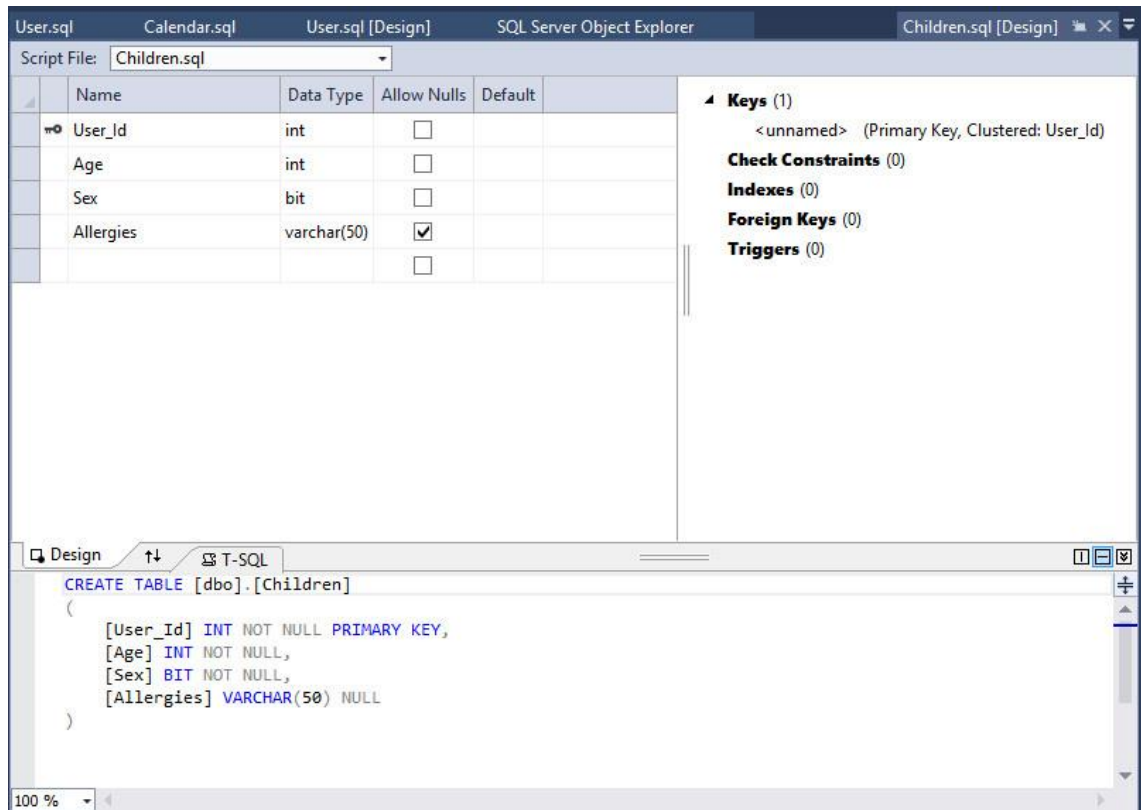 User.sql Calendar.sql User.sql [Design] SQL Server Object Explorer Children.sql [Design]
Script File: Children.sql
Name Data Type Allow Nulls Default
User_Id int
Age int
Sex bit
Allergies varchar(50)
Keys (1)
<unnamed> (Primary Key, Clustered: User_Id)
Check Constraints (0)
Indexes (0)
Foreign Keys (0)
Triggers (0)
Design T-SQL
CREATE TABLE [dbo].[Children]
(
[User_Id] INT NOT NULL PRIMARY KEY,
[Age] INT NOT NULL,
[Sex] BIT NOT NULL,
[Allergies] VARCHAR(50) NULL
)
100 %